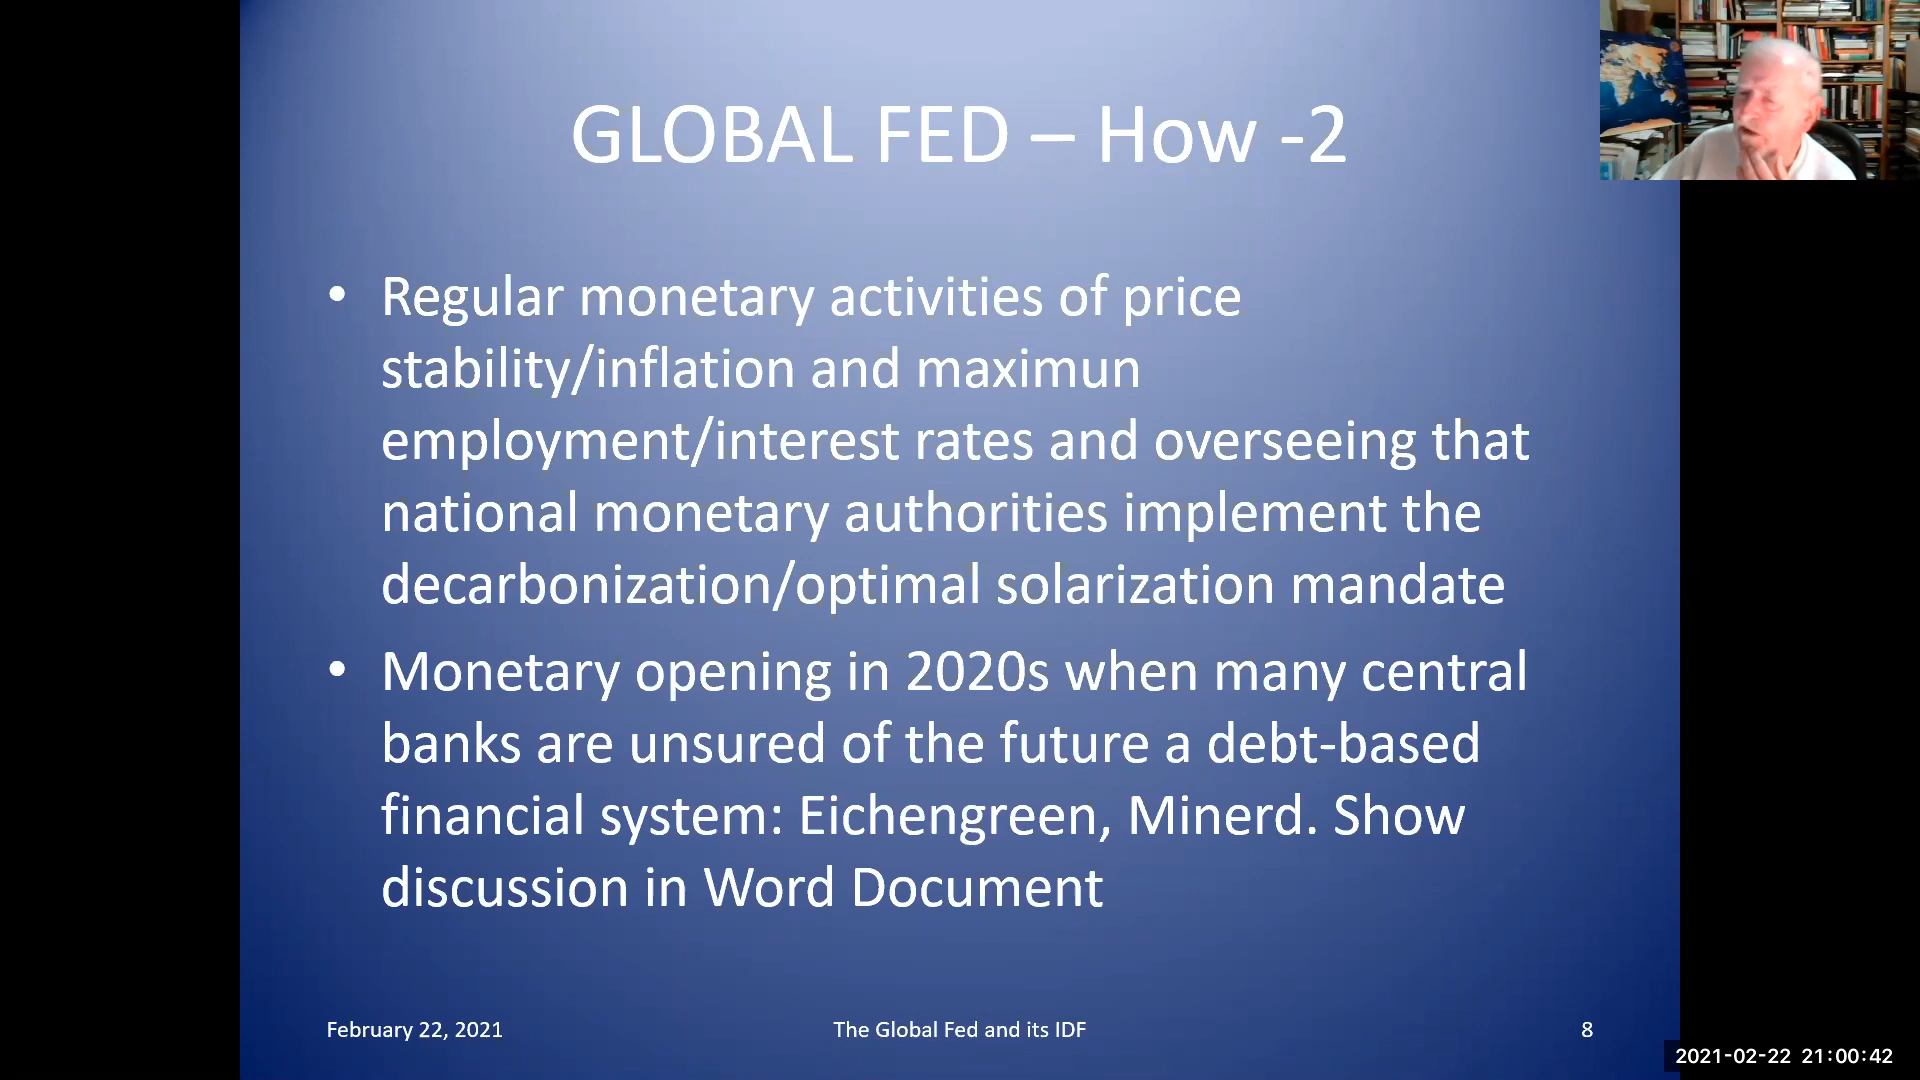 GLOBAL FED – How -2
• Regular monetary activities of price
stability/inflation and maximun
employment/interest rates and overseeing that
national monetary authorities implement the
decarbonization/optimal solarization mandate
• Monetary opening in 2020s when many central
banks are unsured of the future a debt-based
financial system: Eichengreen, Minerd. Show
discussion in Word Document
February 22, 2021
The Global Fed and its IDF
8
2021-02-22 21:00:42